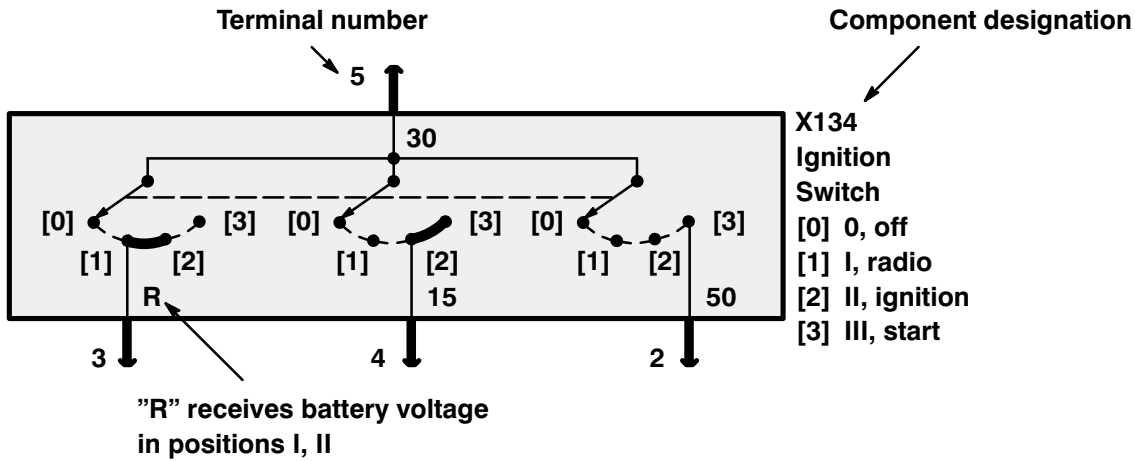 Terminal number
Component designation
5
30
X134
Ignition
Switch
[0] 0, off
[1] I, radio
[2] II, ignition
[3] III, start
[0] [3] [0] [3] [0] [3]
[1] [2] [1] [2] [1] [2]
R 15 50
3 4 2
”R” receives battery voltage
in positions I, II